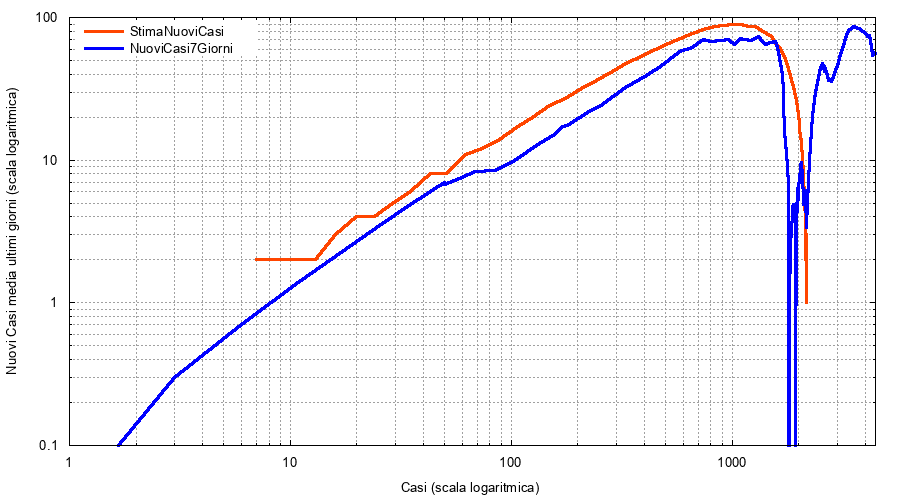 StimaNuoviCasi
NuoviCasi7Giorni
Nuovi Casi media ultimi giorni (scala logaritmica)
100
10
1
0.1
1
10
100
1000
Casi (scala logaritmica)